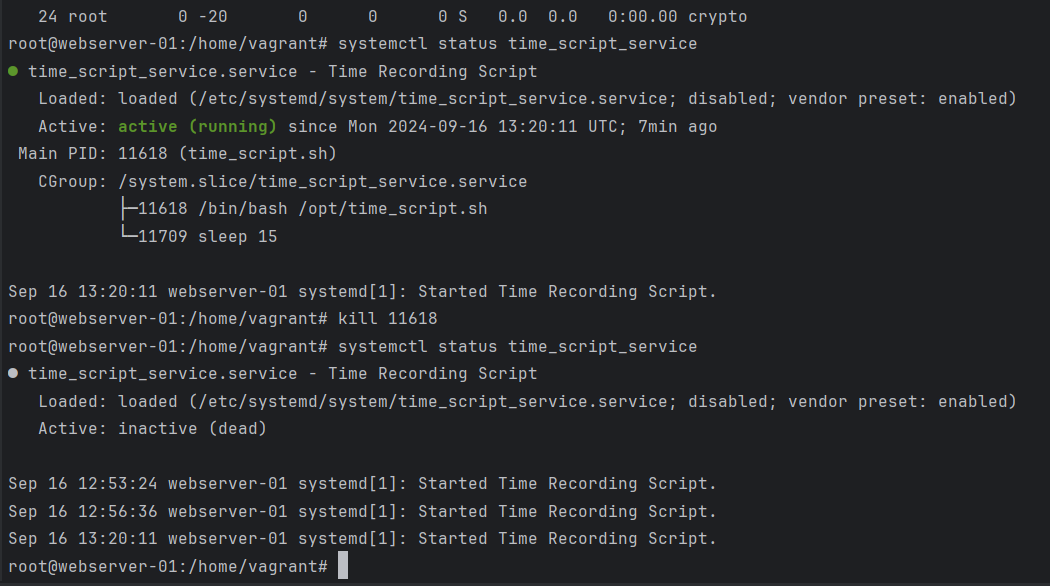 24 root 0 -20 0 0 0 S 0.0 0.0 0:00.00 crypto
root@webserver-01:/home/vagrant# systemctl status time_script_service
● time_script_service.service - Time Recording Script
Loaded: loaded (/etc/systemd/system/time_script_service.service; disabled; vendor preset: enabled)
Active: active (running) since Mon 2024-09-16 13:20:11 UTC; 7min ago
Main PID: 11618 (time_script.sh)
CGroup: /system.slice/time_script_service.service
├─11618 /bin/bash /opt/time_script.sh
└─11709 sleep 15
Sep 16 13:20:11 webserver-01 systemd[1]: Started Time Recording Script.
root@webserver-01:/home/vagrant# kill 11618
root@webserver-01:/home/vagrant# systemctl status time_script_service
● time_script_service.service - Time Recording Script
Loaded: loaded (/etc/systemd/system/time_script_service.service; disabled; vendor preset: enabled)
Active: inactive (dead)
Sep 16 12:53:24 webserver-01 systemd[1]: Started Time Recording Script.
Sep 16 12:56:36 webserver-01 systemd[1]: Started Time Recording Script.
Sep 16 13:20:11 webserver-01 systemd[1]: Started Time Recording Script.
root@webserver-01:/home/vagrant#